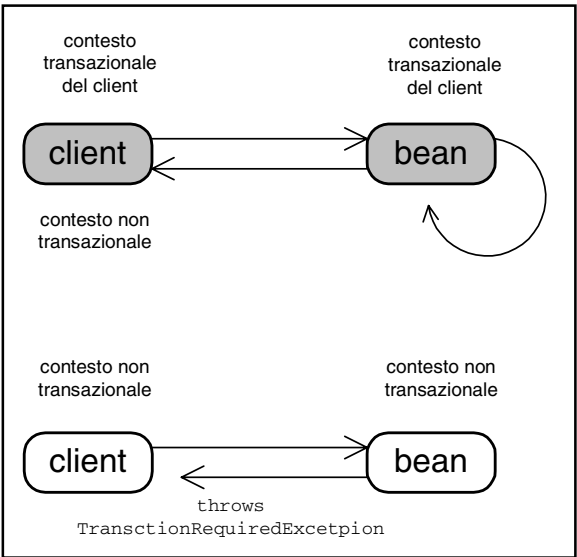 contesto
transazionale
del client
contesto
transazionale
del client
client
bean
contesto non
transazionale
contesto non
transazionale
contesto non
transazionale
client
bean
throws
TransctionRequiredExcetpion